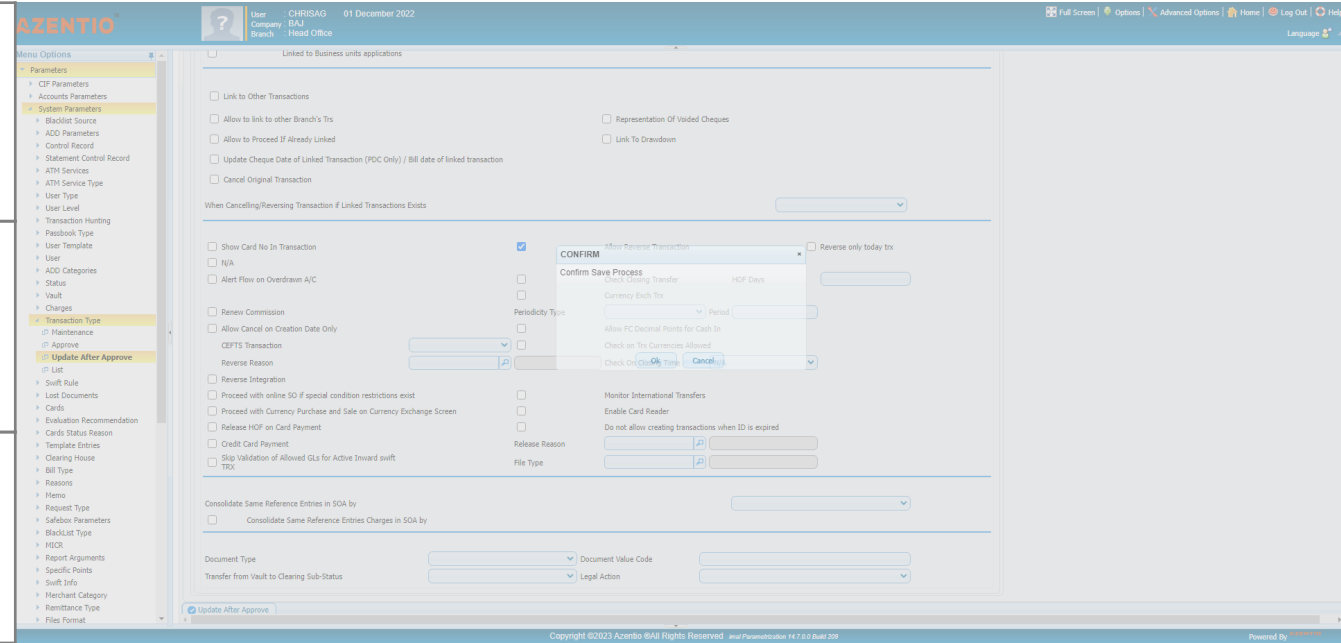 AZENTIO
User : CHRISAG 01 December 2022
Company : BAJ
Branch : Head Office
Full Screen | Options | Advanced Options | Home | Log Out | Help
Language
Menu Options
Parameters
CIF Parameters
Accounts Parameters
System Parameters
Blacklist Source
ADD Parameters
Control Record
Statement Control Record
ATM Services
ATM Service Type
User Type
User Level
Transaction Hunting
Passbook Type
User Template
User
ADD Categories
Status
Vault
Charges
Transaction Type
Maintenance
Approve
Update After Approve
List
Swift Rule
Lost Documents
Cards
Evaluation Recommendation
Cards Status Reason
Template Entries
Clearing House
Bill Type
Reasons
Memo
Request Type
Safebox Parameters
BlackList Type
MICR
Report Arguments
Specific Points
Swift Info
Merchant Category
Remittance Type
Files Format
Linked to Business units applications
Link to Other Transactions
Allow to link to other Branch's Trs
Representation Of Voided Cheques
Allow to Proceed If Already Linked
Link To Drawdown
Update Cheque Date of Linked Transaction (PDC Only) / Bill date of linked transaction
Cancel Original Transaction
When Cancelling/Reversing Transaction if Linked Transactions Exists
Show Card No In Transaction
Allow Reverse Transaction
Reverse only today trx
N/A
Alert Flow on Overdrawn A/C
Check Closing Transfer
HOF Days
Currency Exch Trx
Renew Commission
Periodicity Type
Period
Allow Cancel on Creation Date Only
Allow FC Decimal Points for Cash In
CEFTS Transaction
Check on Trx Currencies Allowed
Reverse Reason
Check On Closing Time
N/A
CONFIRM
Confirm Save Process
Ok
Cancel
Reverse Integration
Proceed with online SO if special condition restrictions exist
Monitor International Transfers
Proceed with Currency Purchase and Sale on Currency Exchange Screen
Enable Card Reader
Release HOF on Card Payment
Do not allow creating transactions when ID is expired
Credit Card Payment
Release Reason
Skip Validation of Allowed GLs for Active Inward swift
TRX
File Type
Consolidate Same Reference Entries in SOA by
Consolidate Same Reference Entries Charges in SOA by
Document Type
Document Value Code
Transfer from Vault to Clearing Sub-Status
Legal Action
Update After Approve
Copyright ©2023 Azentio ®All Rights Reserved imal Parametrization 14.7.0.0 Build 209
Powered By AZENTIO